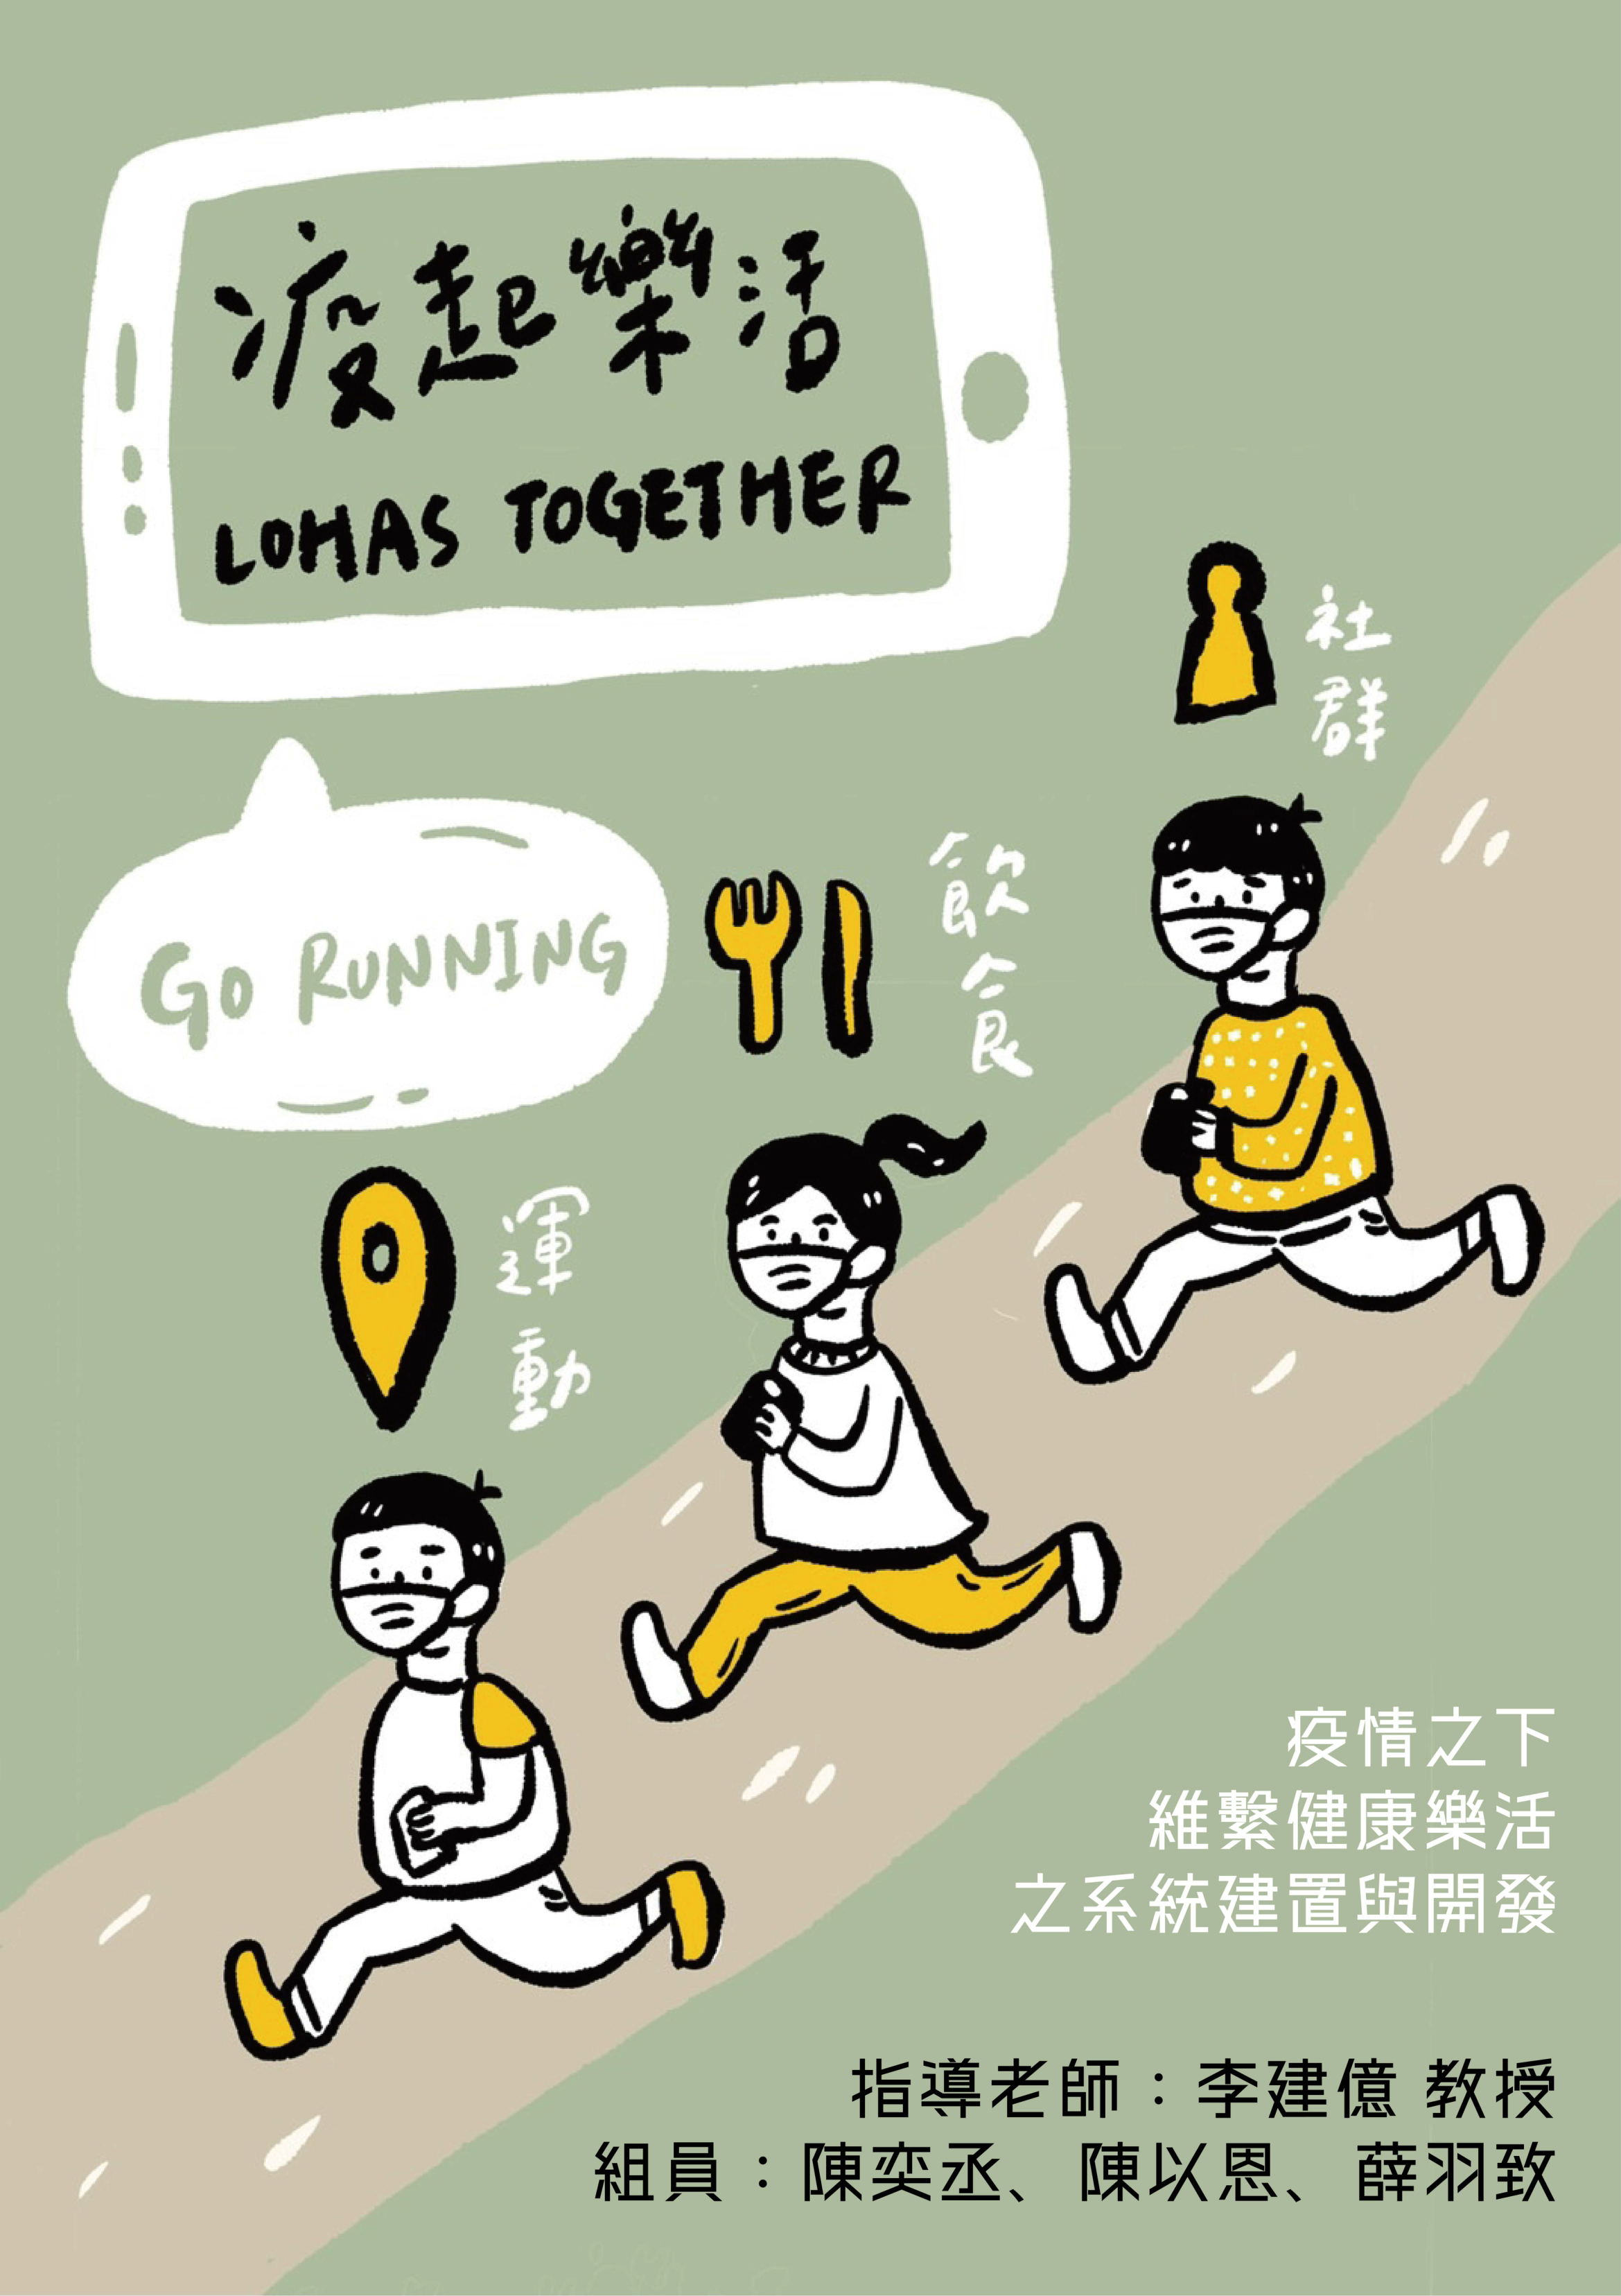 疫起樂活
LOHAS TOGETHER
社群
GO RUNNING
飲食
運動
疫情之下
維繫健康樂活
之系統建置與開發
指導老師：李建億 教授
組員：陳奕丞、陳以恩、薛羽致